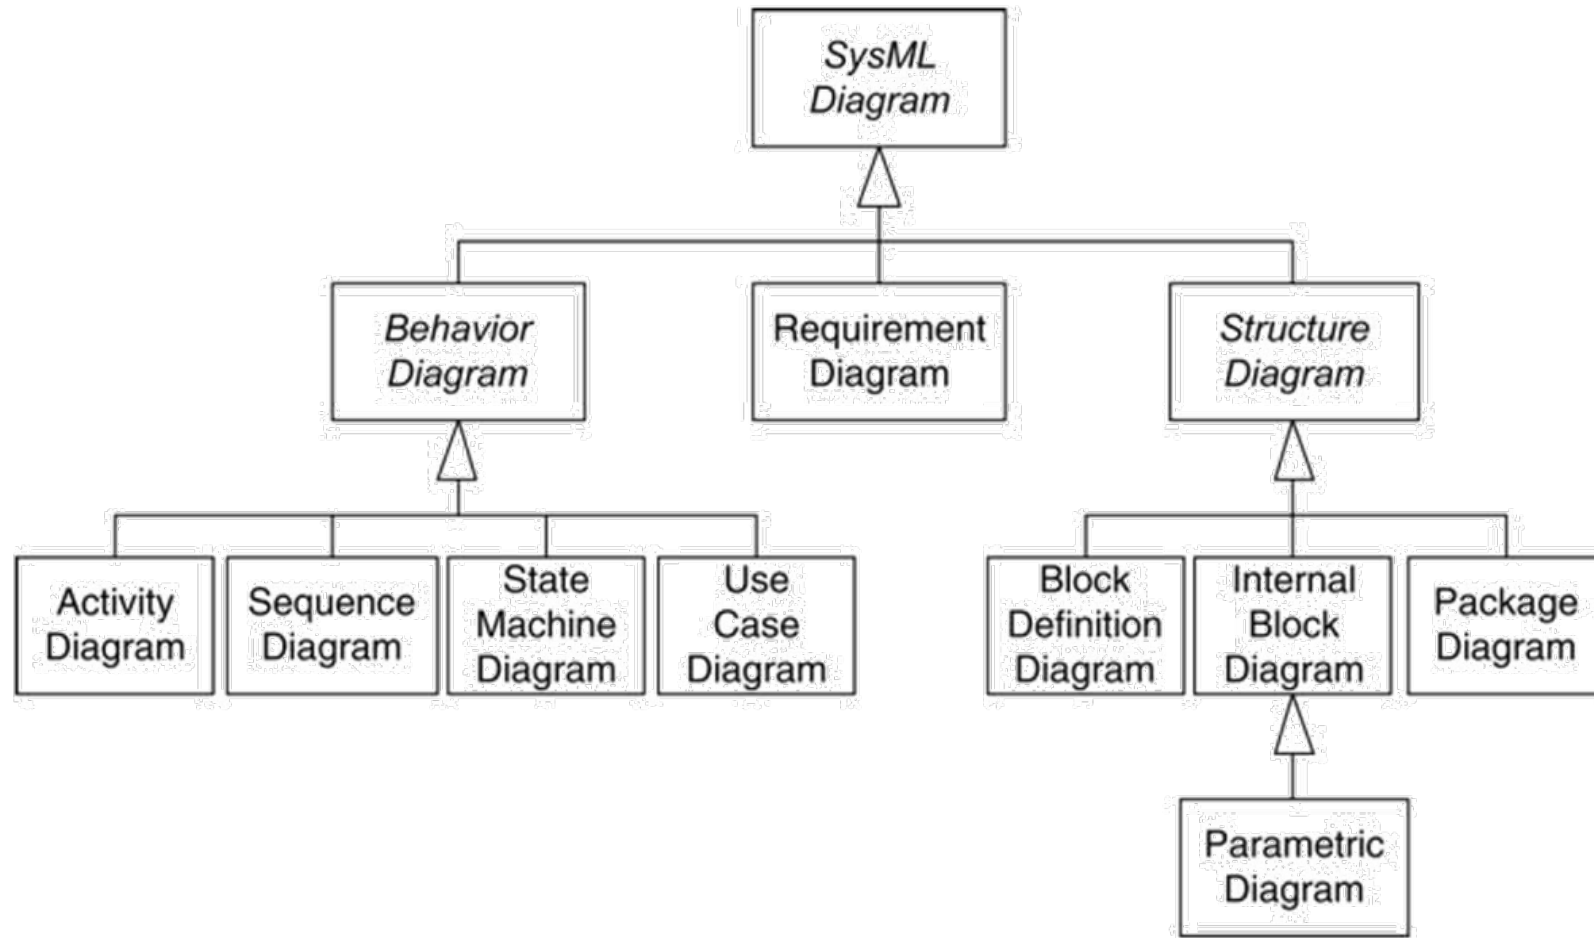 SysML
Diagram
Behavior
Diagram
Requirement
Diagram
Structure
Diagram
Activity
Diagram
Sequence
Diagram
State
Machine
Diagram
Use
Case
Diagram
Block
Definition
Diagram
Internal
Block
Diagram
Package
Diagram
Parametric
Diagram